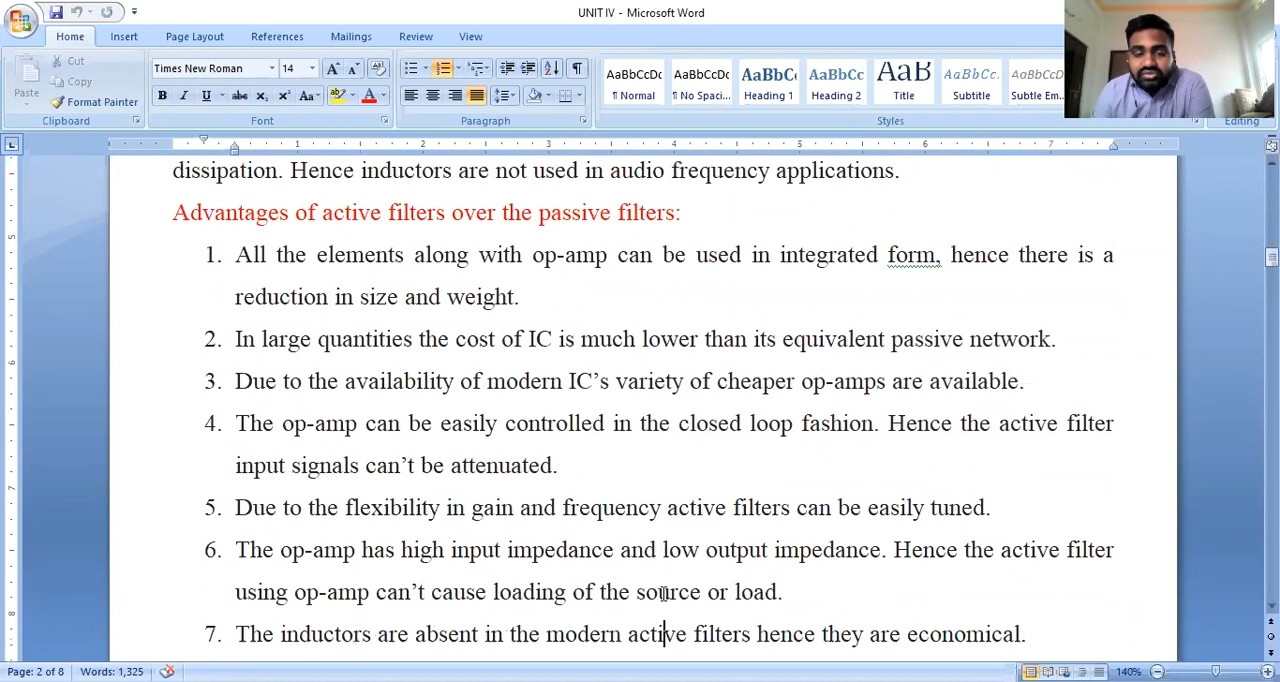 UNIT IV - Microsoft Word
Home Insert Page Layout References Mailings Review View
Cut
Copy
Format Painter
Paste
Times New Roman 14
AaBbCcDc AaBbCcDc AaBbCc AaBbCc AaB AaBbCcL AaBbCcDc
¶ Normal ¶ No Spaci... Heading 1 Heading 2 Title Subtitle Subtle Em...
Clipboard Font Paragraph Styles Editing
1 2 3 4 5 6 7
dissipation. Hence inductors are not used in audio frequency applications.
Advantages of active filters over the passive filters:
1. All the elements along with op-amp can be used in integrated form, hence there is a
reduction in size and weight.
2. In large quantities the cost of IC is much lower than its equivalent passive network.
3. Due to the availability of modern IC’s variety of cheaper op-amps are available.
4. The op-amp can be easily controlled in the closed loop fashion. Hence the active filter
input signals can’t be attenuated.
5. Due to the flexibility in gain and frequency active filters can be easily tuned.
6. The op-amp has high input impedance and low output impedance. Hence the active filter
using op-amp can’t cause loading of the source or load.
7. The inductors are absent in the modern active filters hence they are economical.
Page: 2 of 8 Words: 1,325 140%